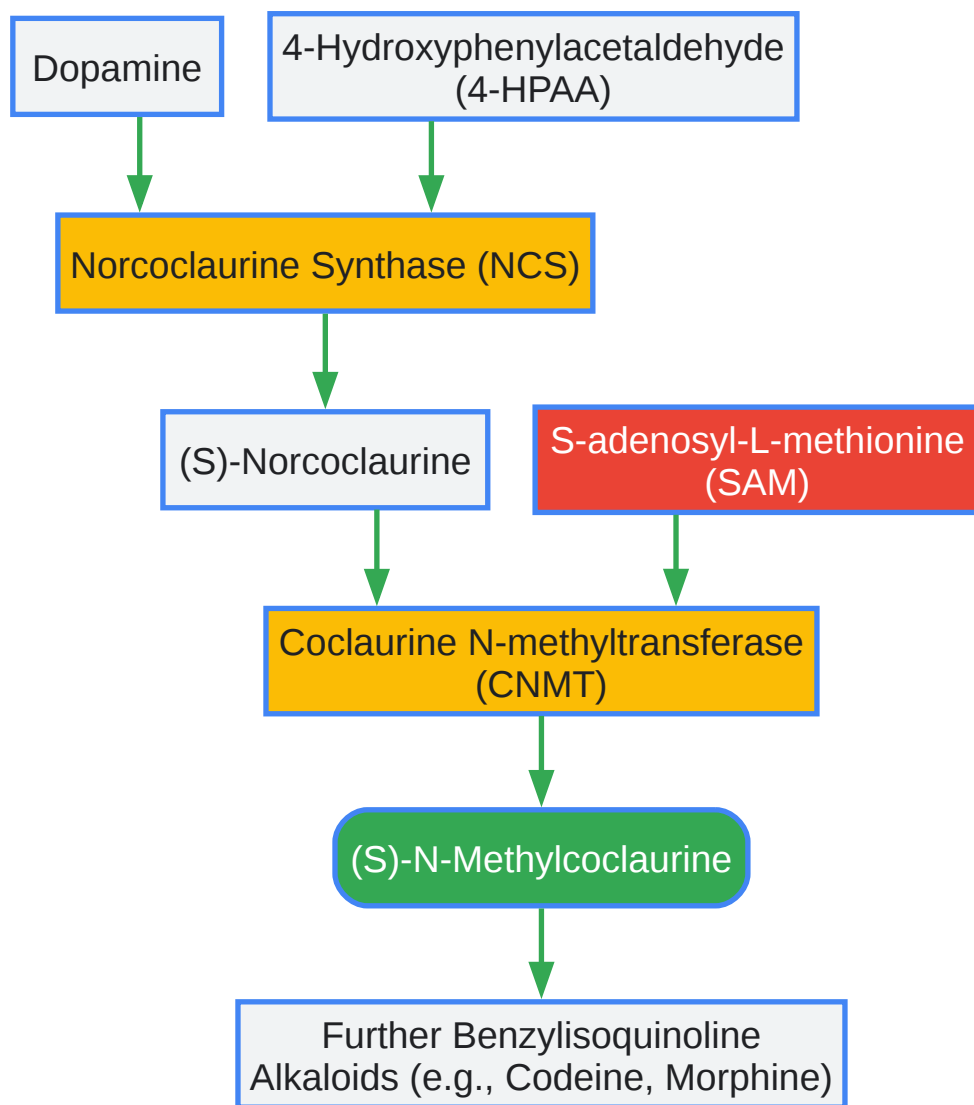 Dopamine
4-Hydroxyphenylacetaldehyde
(4-HPAA)
Norcoclaurine Synthase (NCS)
(S)-Norcoclaurine
S-adenosyl-L-methionine
(SAM)
Coclaurine N-methyltransferase
(CNMT)
(S)-N-Methylcoclaurine
Further Benzylisoquinoline
Alkaloids (e.g., Codeine, Morphine)